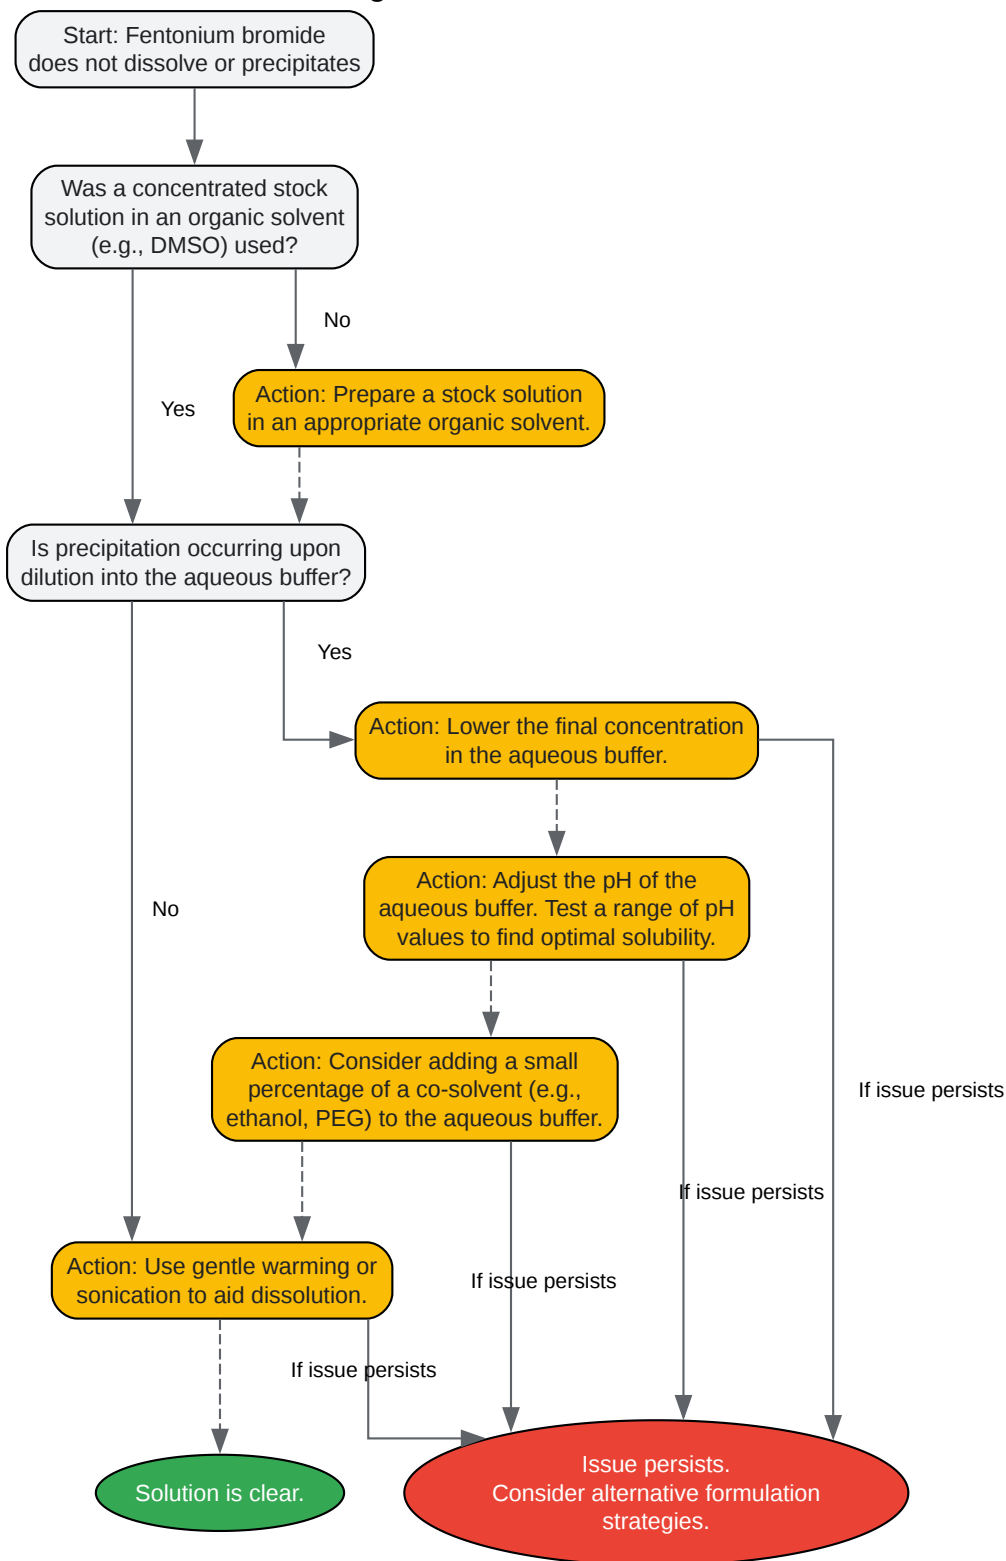 Start: Fentonium bromide
does not dissolve or precipitates
Was a concentrated stock
solution in an organic solvent
(e.g., DMSO) used?
No
Action: Prepare a stock solution
in an appropriate organic solvent.
Yes
Is precipitation occurring upon
dilution into the aqueous buffer?
Yes
Action: Lower the final concentration
in the aqueous buffer.
Action: Adjust the pH of the
aqueous buffer. Test a range of pH
values to find optimal solubility.
No
Action: Consider adding a small
percentage of a co-solvent (e.g.,
ethanol, PEG) to the aqueous buffer.
If issue persists
If issue persists
Action: Use gentle warming or
sonication to aid dissolution.
If issue persists
If issue persists
Solution is clear.
Issue persists.
Consider alternative formulation
strategies.